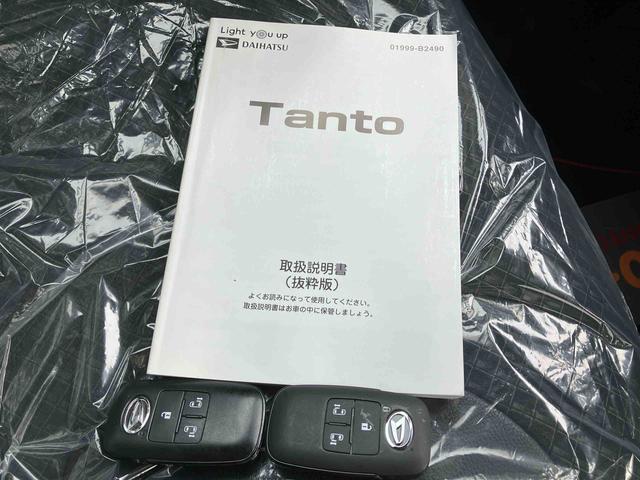 Light you up
DAIHATSU
01999-B2490
Tanto
取扱説明書
(抜粋版)
よくお読みになって使用してください。
取扱説明書はお車の中に保管しましょう。